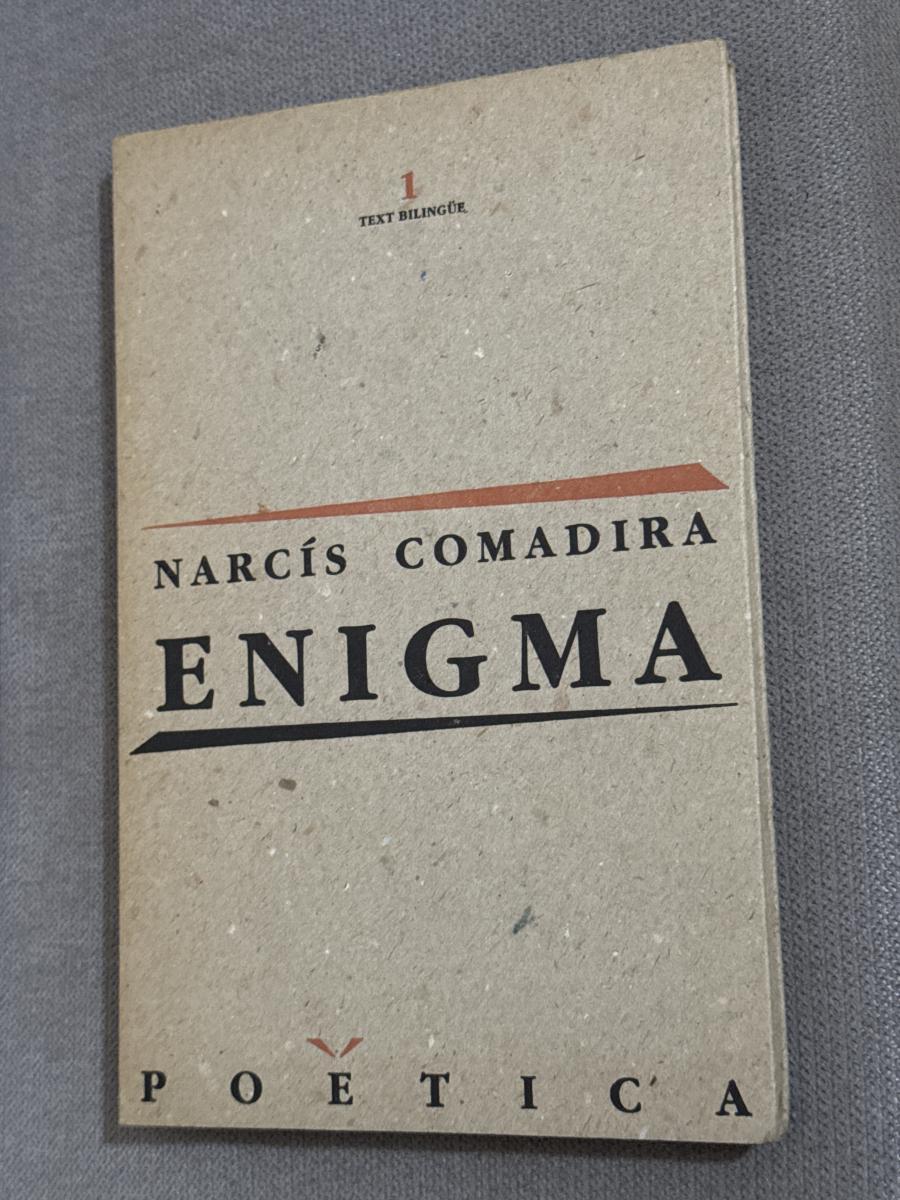 1
TEXT BILINGÜE
NARCÍS COMADIRA
ENIGMA
POÈTICA